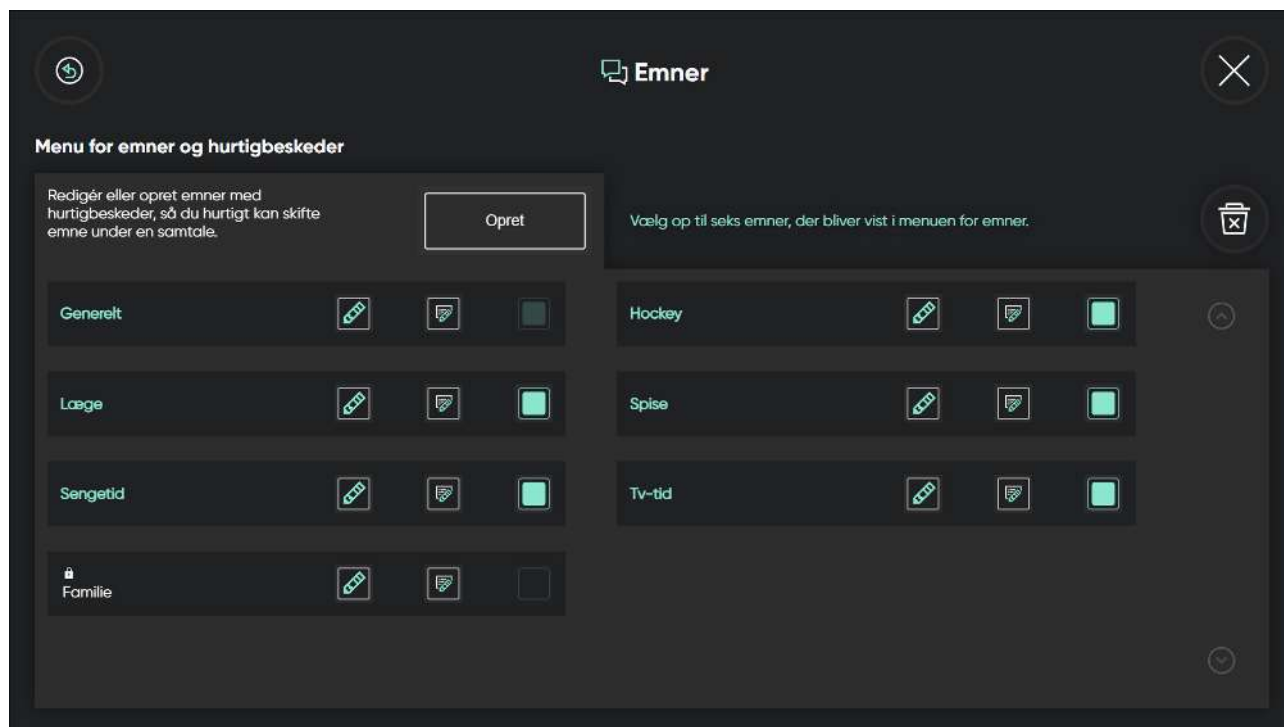 Emner
Menu for emner og hurtigbeskeder
Redigér eller opret emner med
hurtigbeskeder, så du hurtigt kan skifte
emne under en samtale.
Opret
Vælg op til seks emner, der bliver vist i menuen for emner.
Generelt
Hockey
Læge
Spise
Sengetid
Tv-tid
Familie